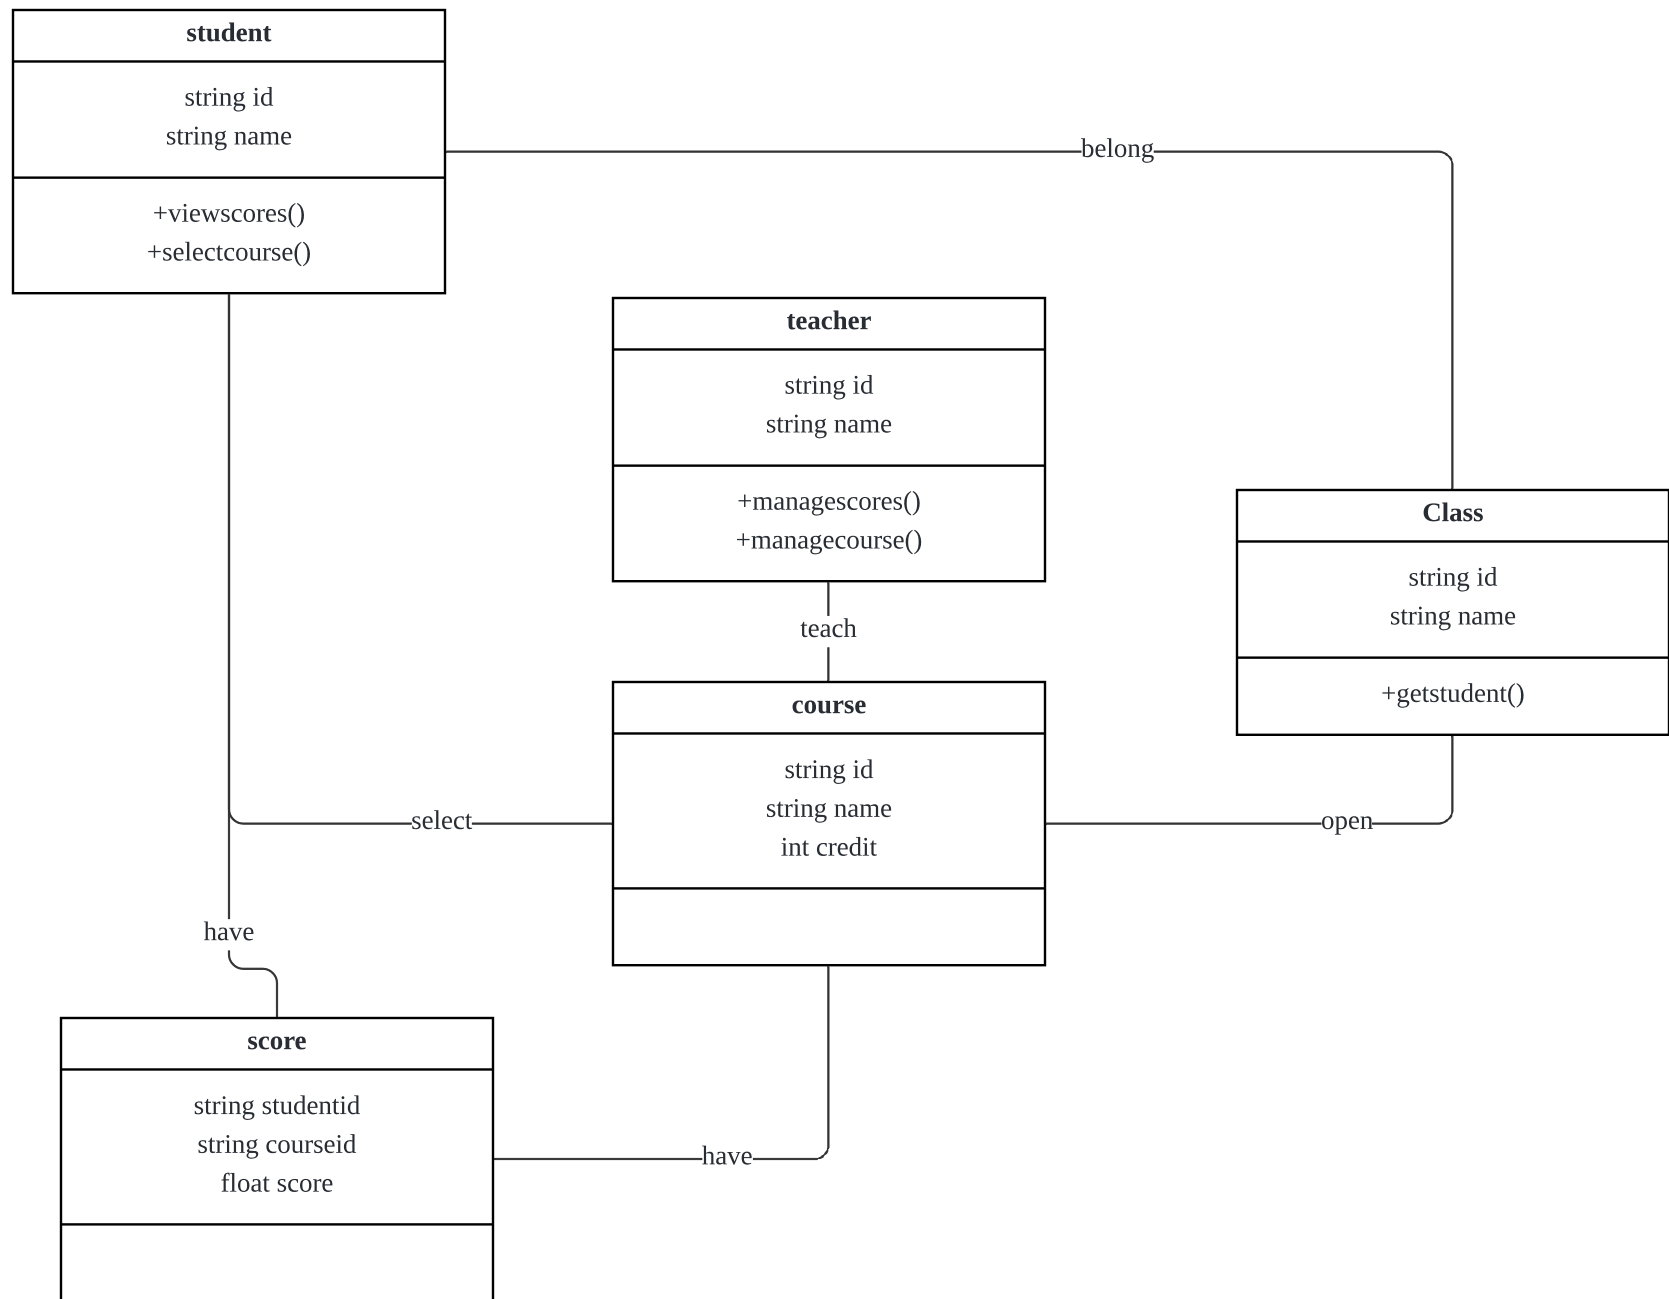 student
string id
string name
+viewscores()
+selectcourse()
belong
teacher
string id
string name
+managescores()
+managecourse()
teach
Class
string id
string name
+getstudent()
course
string id
string name
int credit
select
open
have
score
string studentid
string courseid
float score
have